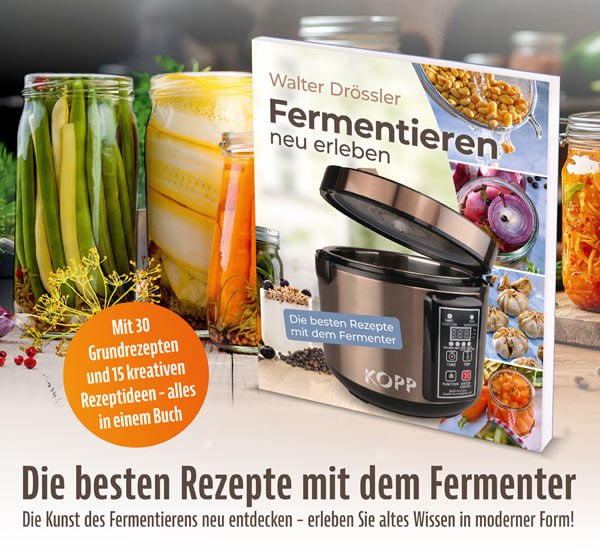 Walter Drössler
Fermentieren
neu erleben
Die besten Rezepte
mit dem Fermenter
KOPP
TIME
FUNCTION
Mit 30
Grundrezepten
und 15 kreativen
Rezeptideen – alles
in einem Buch
Die besten Rezepte mit dem Fermenter
Die Kunst des Fermentierens neu entdecken – erleben Sie altes Wissen in moderner Form!